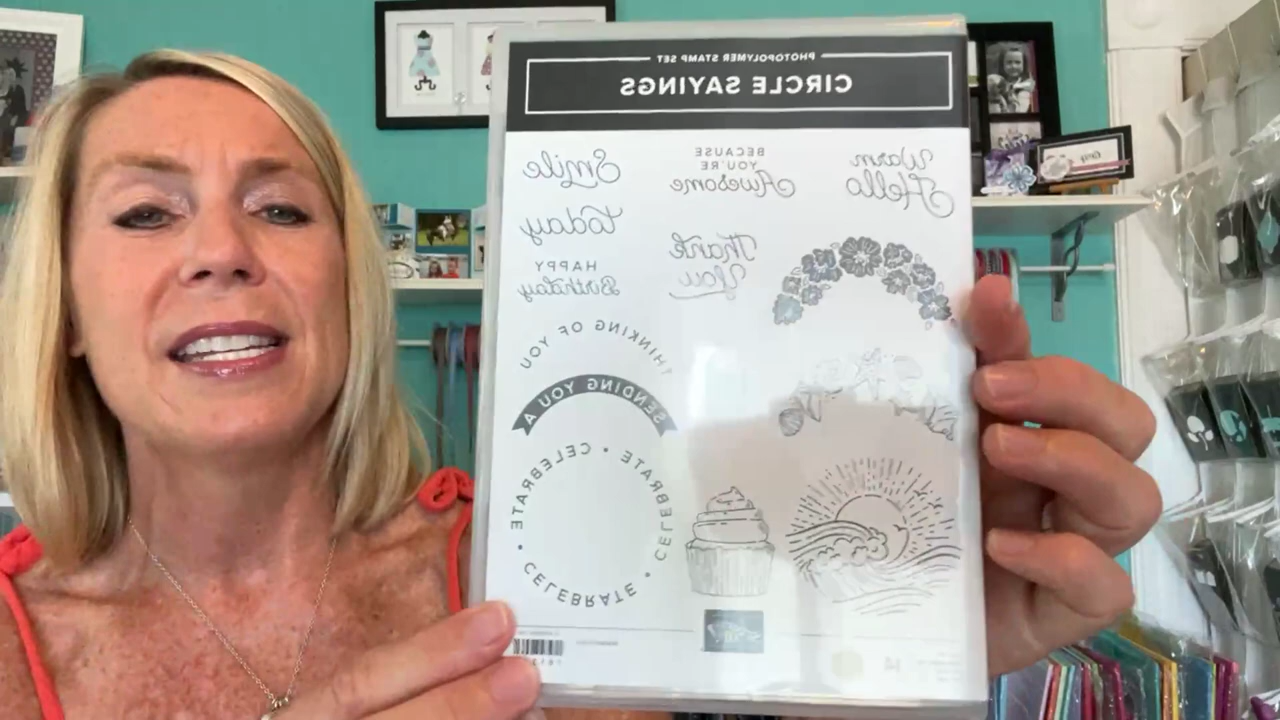 PHOTOPOLYMER STAMP SET
CIRCLE SAYINGS
Warm
Hello
BECAUSE
YOU'RE
Awesome
Smile
Today
Thank
You
HAPPY
Birthday
THINKING OF YOU
SENDING YOU A
CELEBRATE • CELEBRATE • CELEBRATE •
14